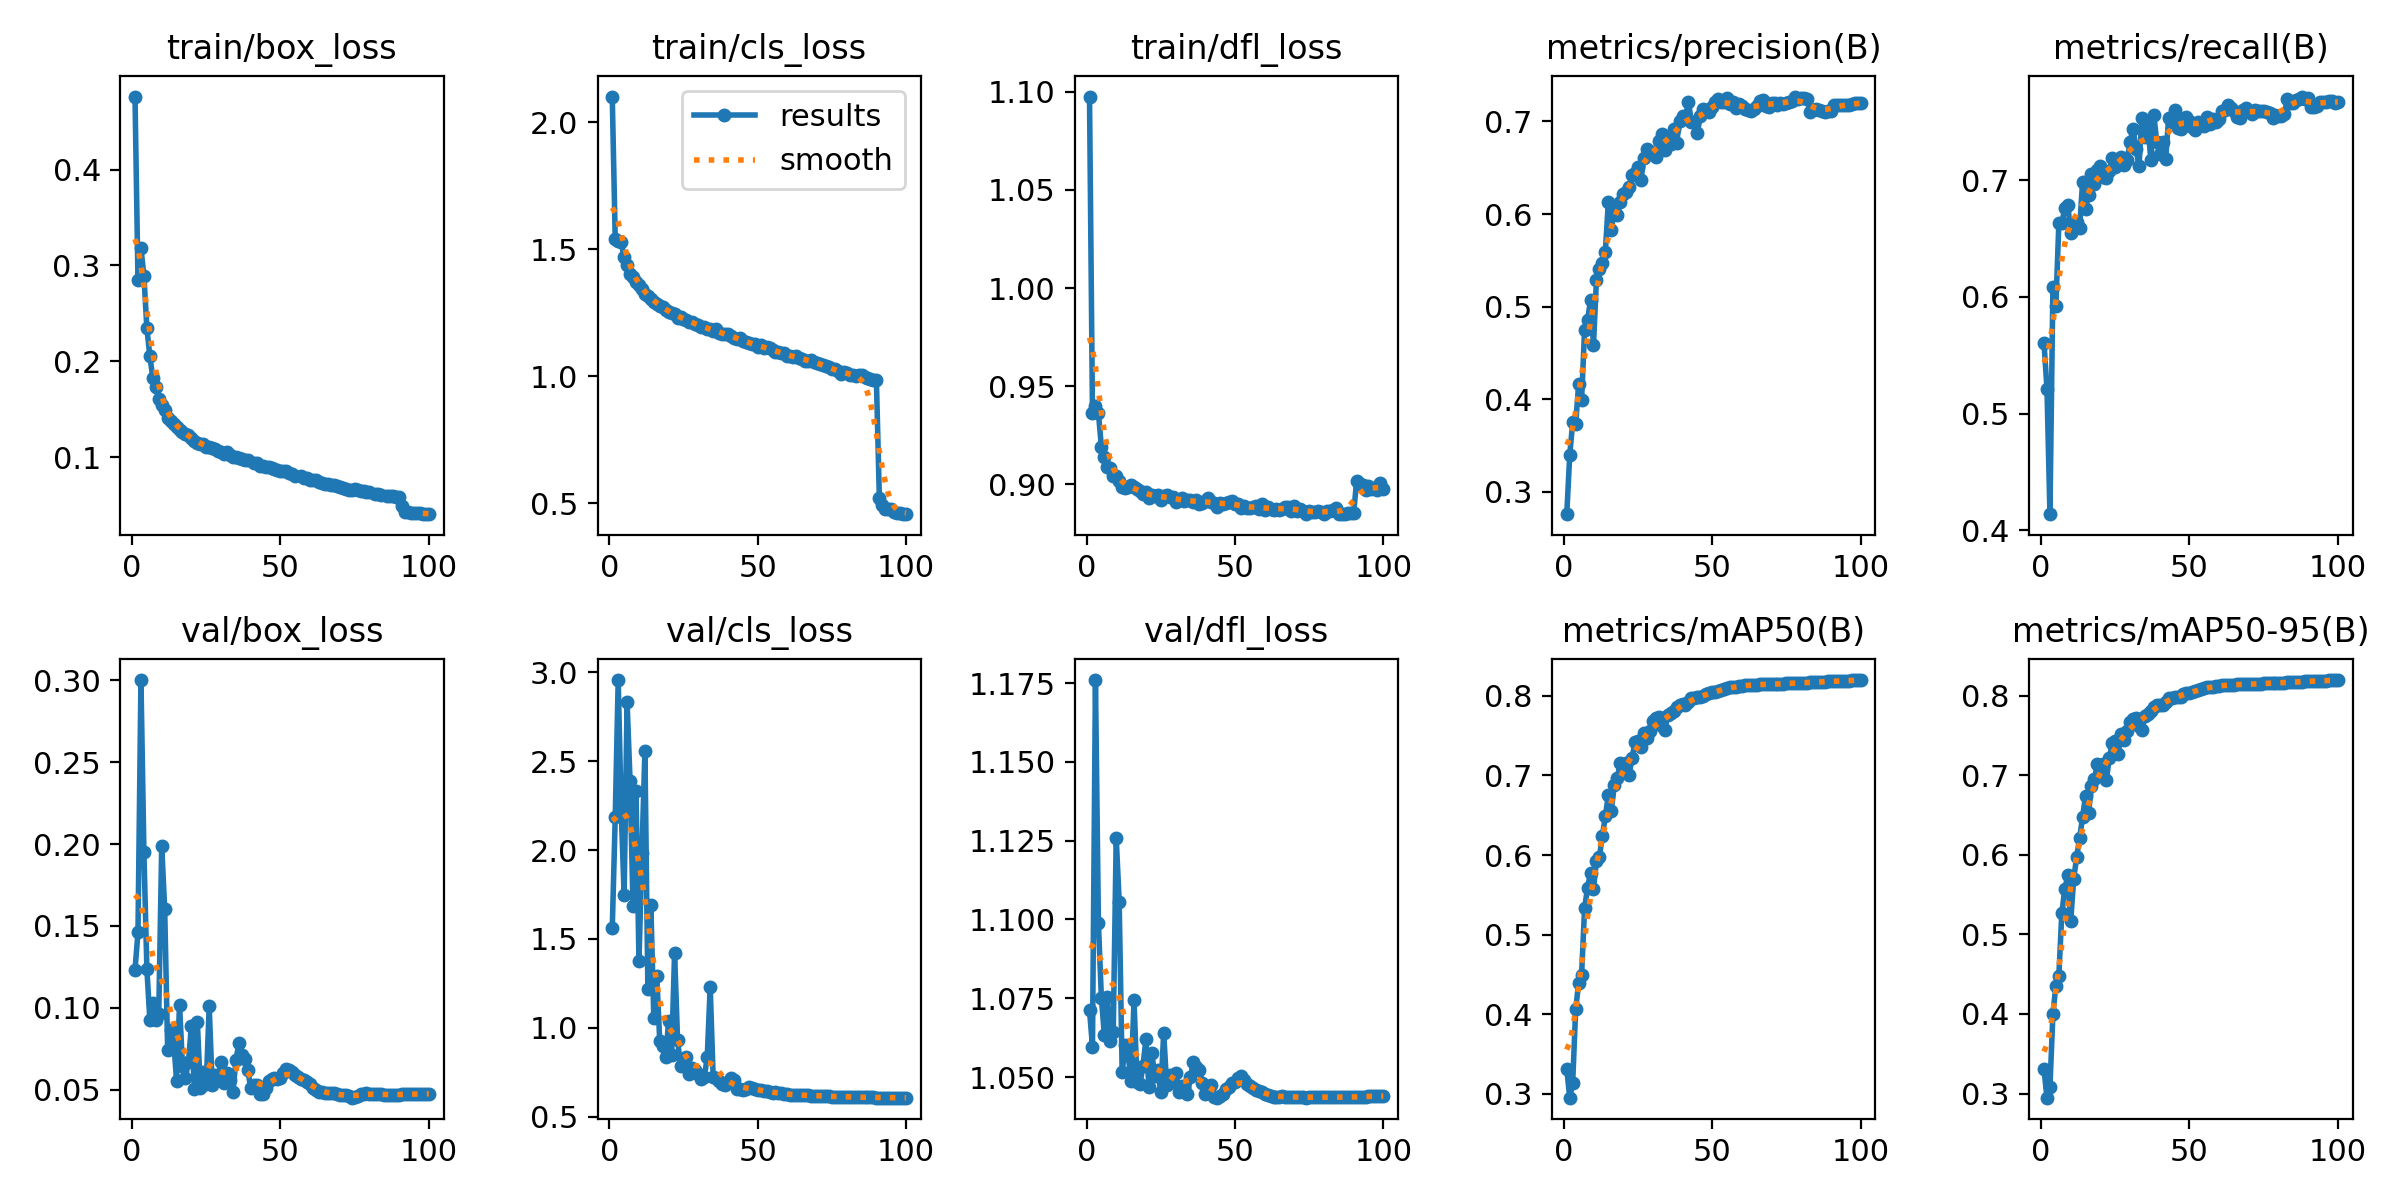 train/box_loss
0.4
0.3
0.2
0.1
0 50 100
train/cls_loss
results
smooth
2.0
1.5
1.0
0.5
0 50 100
train/dfl_loss
1.10
1.05
1.00
0.95
0.90
0 50 100
metrics/precision(B)
0.7
0.6
0.5
0.4
0.3
0 50 100
metrics/recall(B)
0.7
0.6
0.5
0.4
0 50 100
val/box_loss
0.30
0.25
0.20
0.15
0.10
0.05
0 50 100
val/cls_loss
3.0
2.5
2.0
1.5
1.0
0.5
0 50 100
val/dfl_loss
1.175
1.150
1.125
1.100
1.075
1.050
0 50 100
metrics/mAP50(B)
0.8
0.7
0.6
0.5
0.4
0.3
0 50 100
metrics/mAP50-95(B)
0.8
0.7
0.6
0.5
0.4
0.3
0 50 100